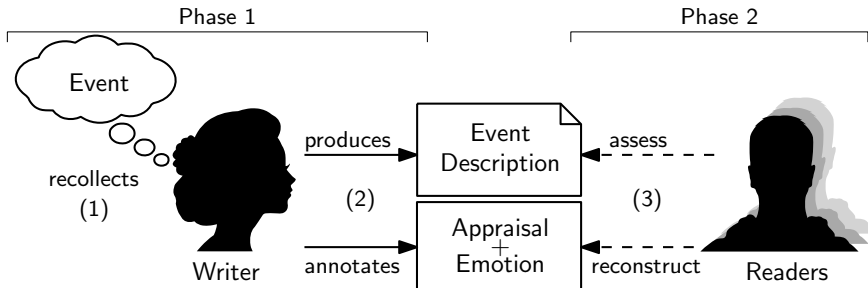 Phase 1
Phase 2
Event
recollects
(1)
produces
(2)
annotates
Writer
Event
Description
Appraisal
+
Emotion
assess
(3)
reconstruct
Readers